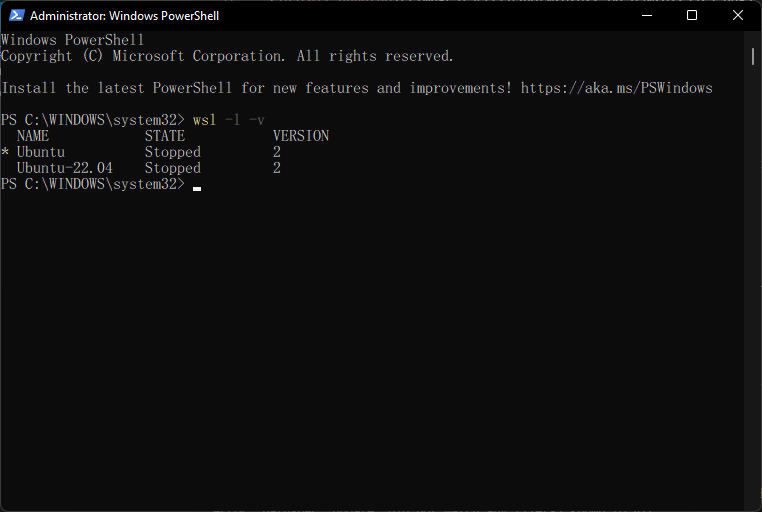 Administrator: Windows PowerShell
Windows PowerShell
Copyright (C) Microsoft Corporation. All rights reserved.
Install the latest PowerShell for new features and improvements! https://aka.ms/PSWindows
PS C:\WINDOWS\system32> wsl -l -v
  NAME            STATE           VERSION
* Ubuntu          Stopped         2
  Ubuntu-22.04    Stopped         2
PS C:\WINDOWS\system32>